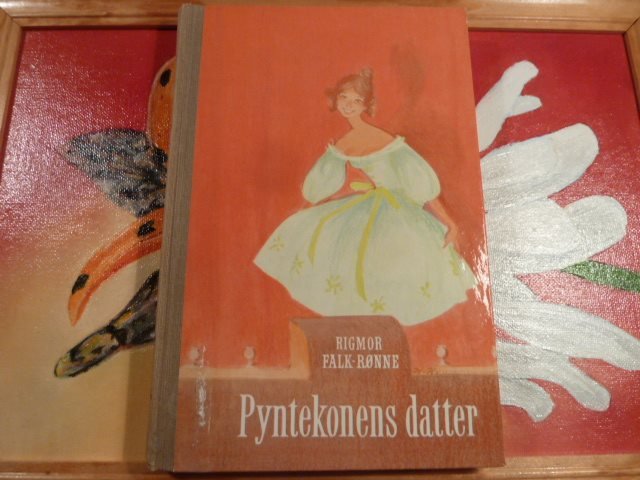 RIGMOR
FALK-RØNNE
Pyntekonens datter